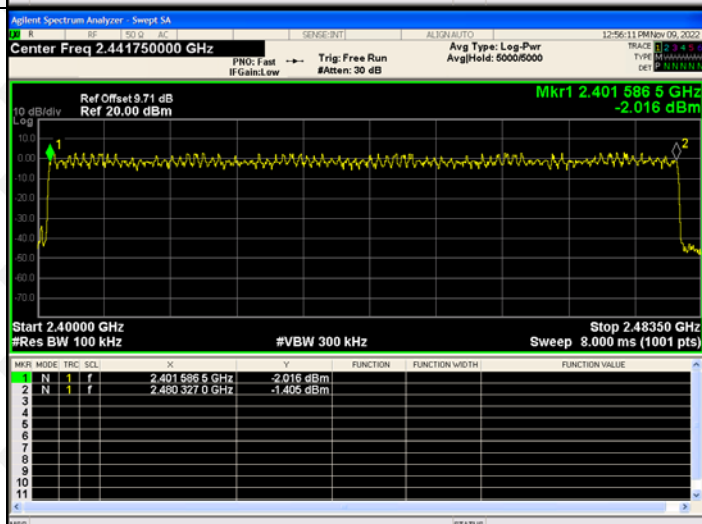 Agilent Spectrum Analyzer - Swept SA
R RF 50 Ω AC SENSE:INT ALIGN AUTO 12:56:11 PM Nov 09, 2022
Center Freq 2.441750000 GHz
PNO: Fast
IFGain:Low
Trig: Free Run
#Atten: 30 dB
Avg Type: Log-Pwr
Avg|Hold: 5000/5000
TRACE 1 2 3 4 5 6
TYPE M
DET P N N N N N
Mkr1 2.401 586 5 GHz
-2.016 dBm
Ref Offset 9.71 dB
10 dB/div Ref 20.00 dBm
Log
10.0
0.00
-10.0
-20.0
-30.0
-40.0
-50.0
-60.0
-70.0
1
2
Start 2.40000 GHz Stop 2.48350 GHz
#Res BW 100 kHz #VBW 300 kHz Sweep 8.000 ms (1001 pts)
MKR MODE TRC SCL X Y FUNCTION FUNCTION WIDTH FUNCTION VALUE
1 N 1 f 2.401 586 5 GHz -2.016 dBm
2 N 1 f 2.480 327 0 GHz -1.405 dBm
3
4
5
6
7
8
9
10
11
MSG STATUS